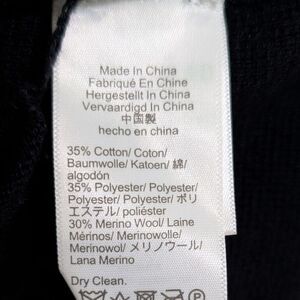 Made In China
Fabriqué En Chine
Hergestellt In China
Vervaardigd In China
中国製
hecho en china
35% Cotton/ Coton/
Baumwolle/ Katoen/ 綿/
algodón
35% Polyester/ Polyester/
Polyester/ Polyester/ ポリ
エステル/ poliéster
30% Merino Wool/ Laine
Mérinos/ Merinowolle/
Merinowol/ メリノウール/
Lana Merino
Dry Clean.